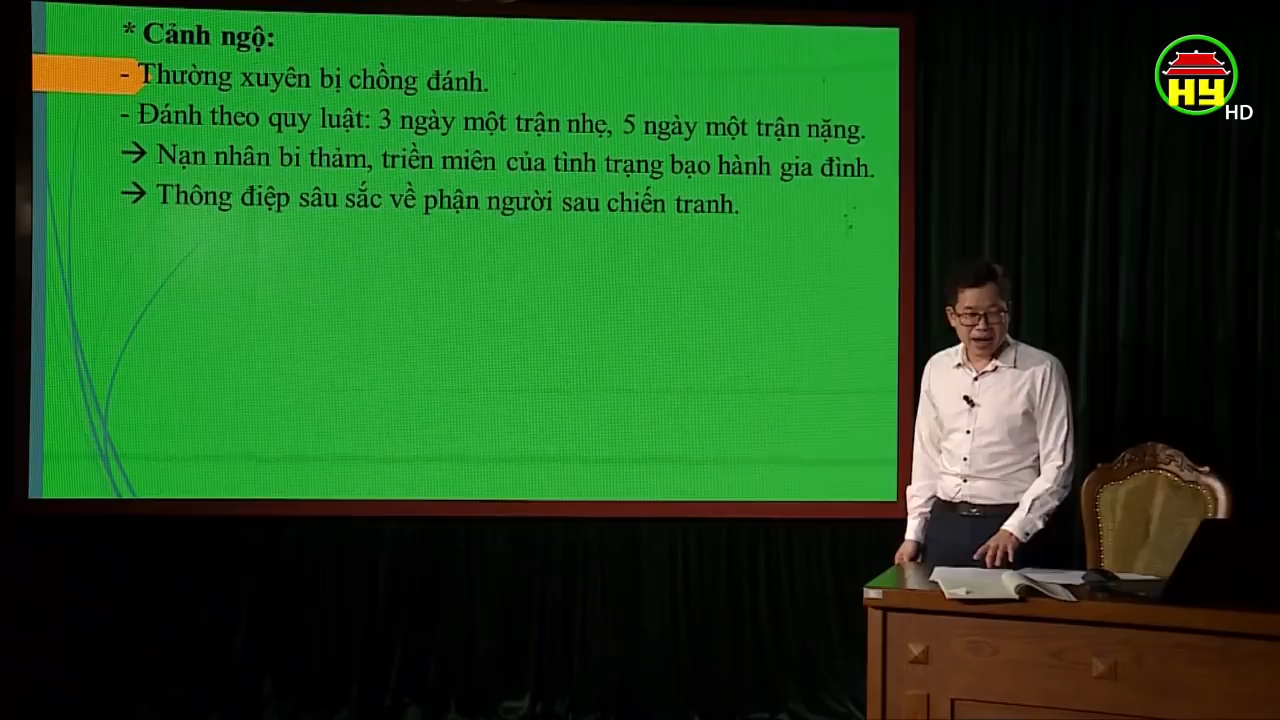 * Cảnh ngộ:
- Thường xuyên bị chồng đánh.
- Đánh theo quy luật: 3 ngày một trận nhẹ, 5 ngày một trận nặng.
→ Nạn nhân bi thảm, triền miên của tình trạng bạo hành gia đình.
→ Thông điệp sâu sắc về phận người sau chiến tranh.
HY
HD